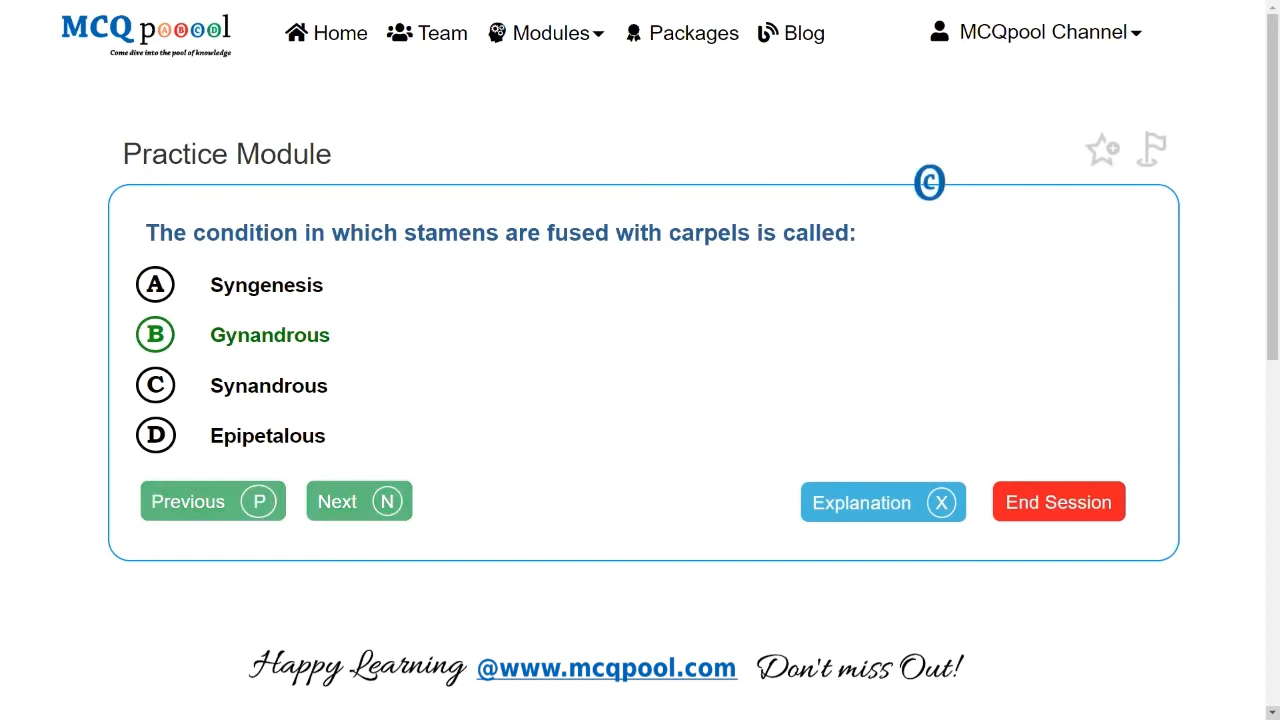 MCQ pooool
A B C D
Come dive into the pool of knowledge
Home Team Modules Packages Blog MCQpool Channel
Practice Module
C
The condition in which stamens are fused with carpels is called:
A Syngenesis
B Gynandrous
C Synandrous
D Epipetalous
Previous P Next N Explanation X End Session
Happy Learning @www.mcqpool.com Don't miss Out!